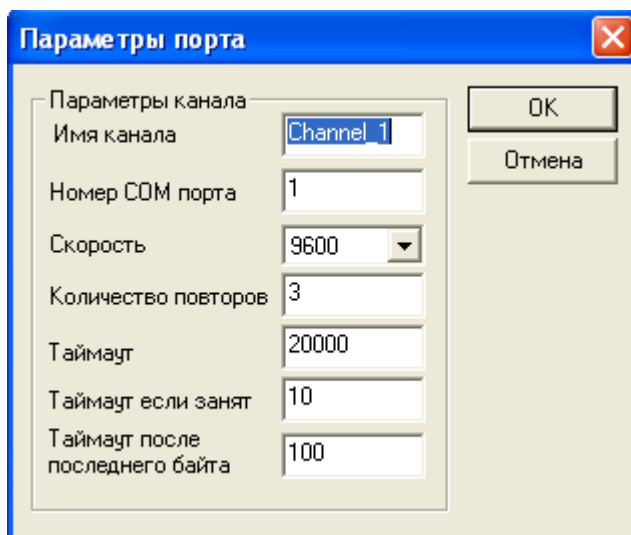 Параметры порта
Параметры канала
Имя канала Channel_1
Номер COM порта 1
Скорость 9600
Количество повторов 3
Таймаут 20000
Таймаут если занят 10
Таймаут после
последнего байта 100
OK
Отмена